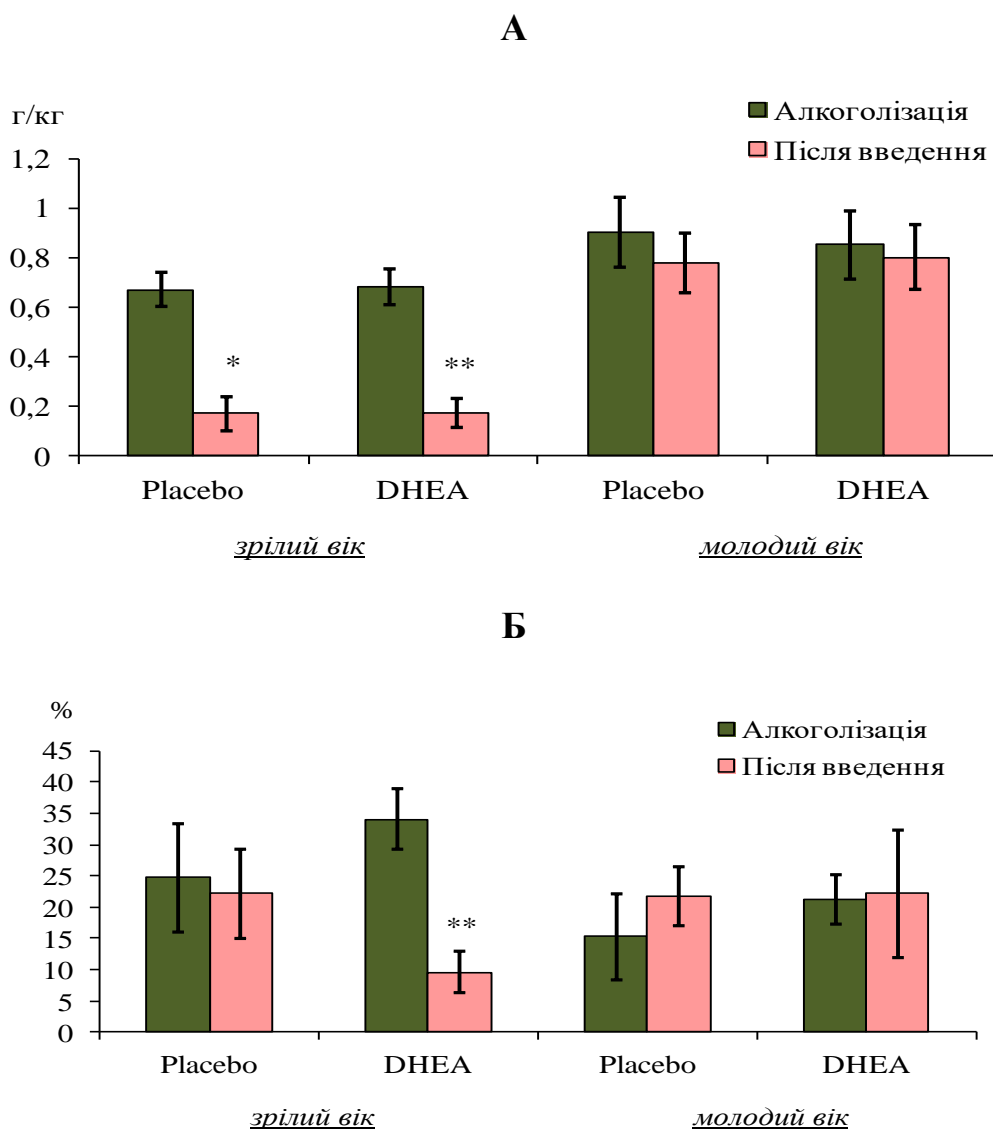 А
г/кг
Алкоголізація
Після введення
1,2
1
0,8
0,6
0,4
0,2
0
*
**
Placebo DHEA Placebo DHEA
зрілий вік молодий вік
Б
%
Алкоголізація
Після введення
45
40
35
30
25
20
15
10
5
0
**
Placebo DHEA Placebo DHEA
зрілий вік молодий вік